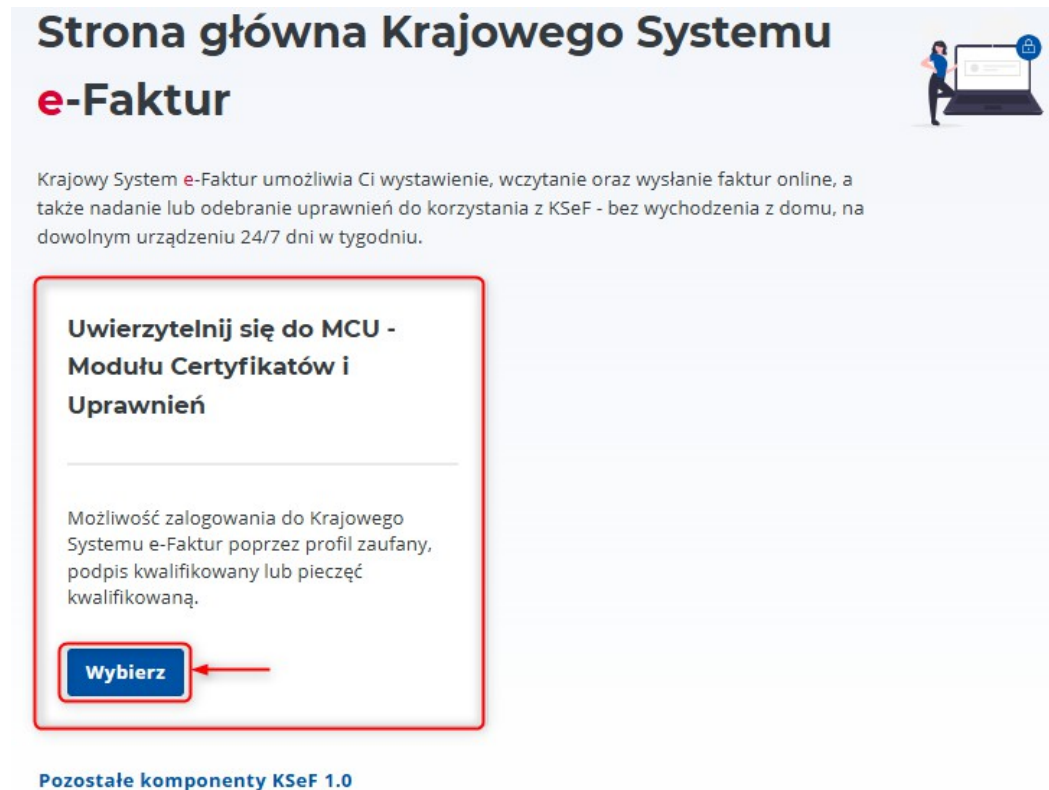 Strona główna Krajowego Systemu
e-Faktur
Krajowy System e-Faktur umożliwia Ci wystawienie, wczytanie oraz wysłanie faktur online, a
także nadanie lub odebranie uprawnień do korzystania z KSeF - bez wychodzenia z domu, na
dowolnym urządzeniu 24/7 dni w tygodniu.
Uwierzytelnij się do MCU -
Modułu Certyfikatów i
Uprawnień
Możliwość zalogowania do Krajowego
Systemu e-Faktur poprzez profil zaufany,
podpis kwalifikowany lub pieczęć
kwalifikowaną.
Wybierz
Pozostałe komponenty KSeF 1.0